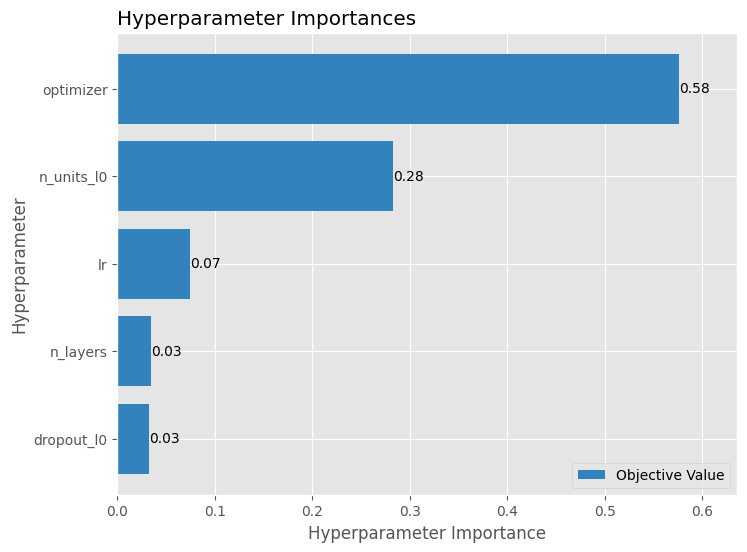 Hyperparameter Importances
optimizer
0.58
n_units_l0
0.28
lr
0.07
n_layers
0.03
dropout_l0
0.03
Hyperparameter
Objective Value
0.0 0.1 0.2 0.3 0.4 0.5 0.6
Hyperparameter Importance